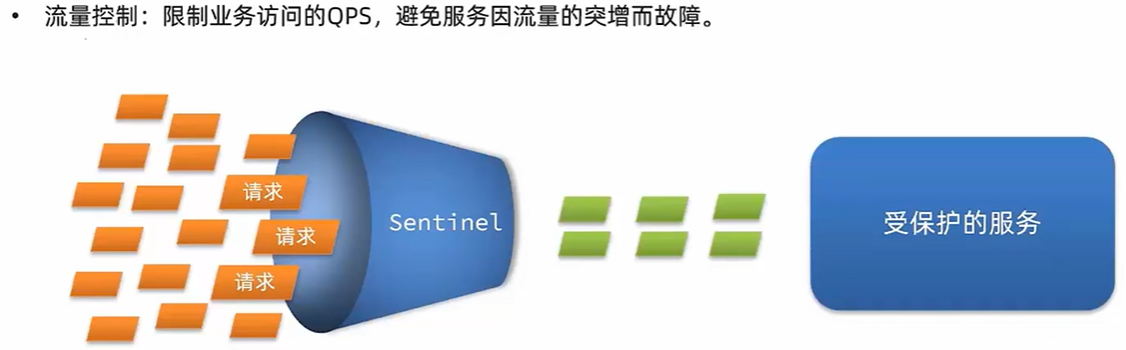 • 流量控制：限制业务访问的QPS，避免服务因流量的突增而故障。
请求
请求
请求
Sentinel
受保护的服务